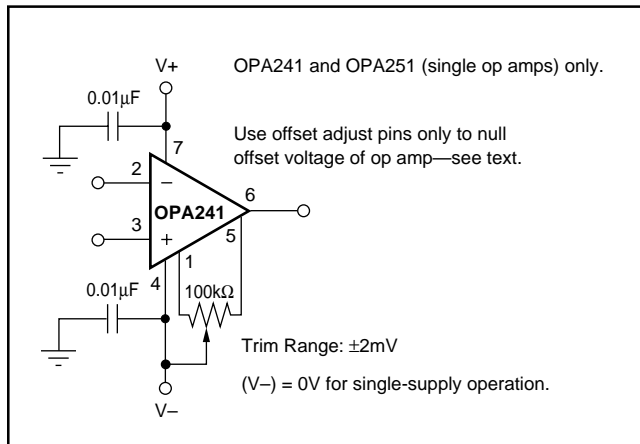 V+
OPA241 and OPA251 (single op amps) only.
0.01µF
Use offset adjust pins only to null
offset voltage of op amp—see text.
7
2
–
6
OPA241
3
+
5
1
4
0.01µF
100kΩ
Trim Range: ±2mV
(V–) = 0V for single-supply operation.
V–